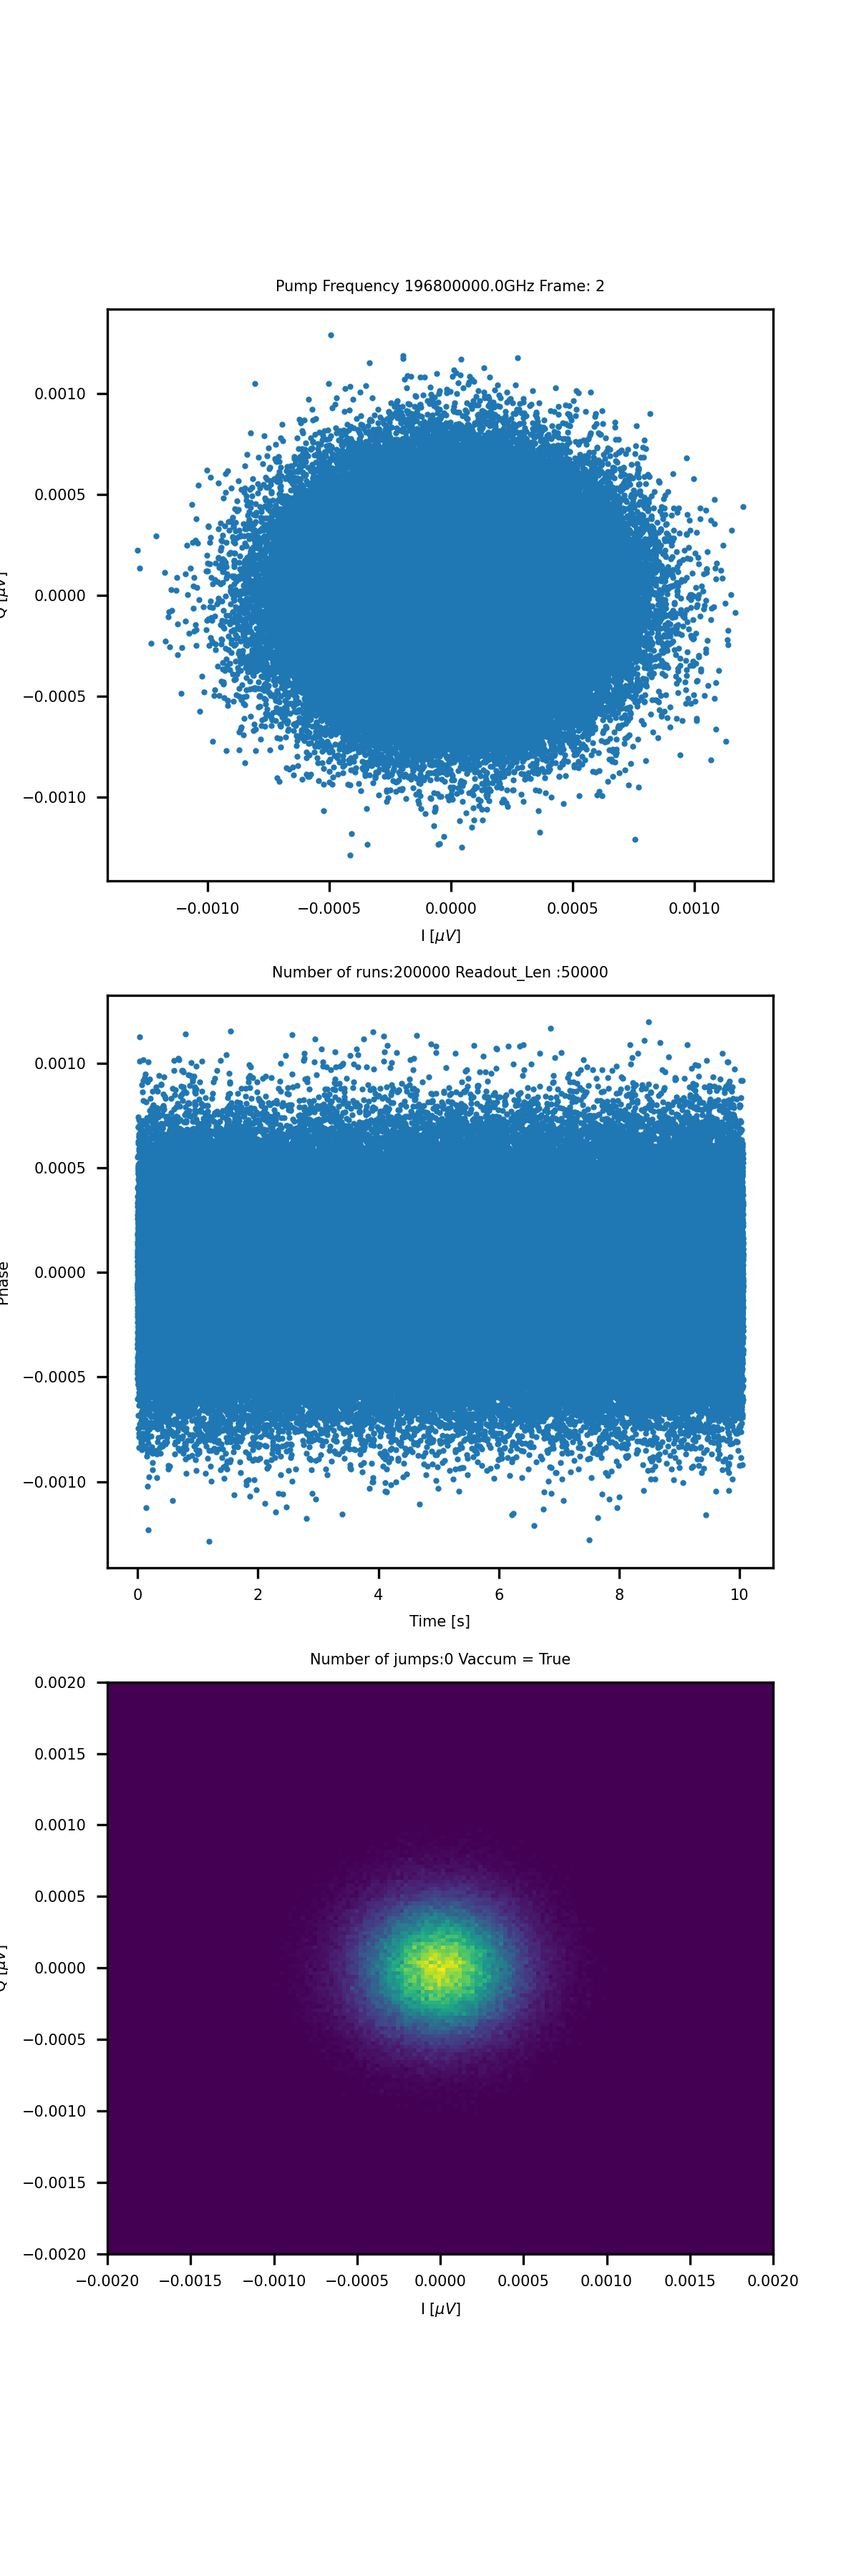 Pump Frequency 196800000.0GHz Frame: 2
0.0010
0.0005
0.0000
−0.0005
−0.0010
−0.0010 −0.0005 0.0000 0.0005 0.0010
I [μV]
Number of runs:200000 Readout_Len :50000
0.0010
0.0005
0.0000
−0.0005
−0.0010
Phase
0 2 4 6 8 10
Time [s]
Number of jumps:0 Vaccum = True
0.0020
0.0015
0.0010
0.0005
0.0000
−0.0005
−0.0010
−0.0015
−0.0020
−0.0020 −0.0015 −0.0010 −0.0005 0.0000 0.0005 0.0010 0.0015 0.0020
I [μV]